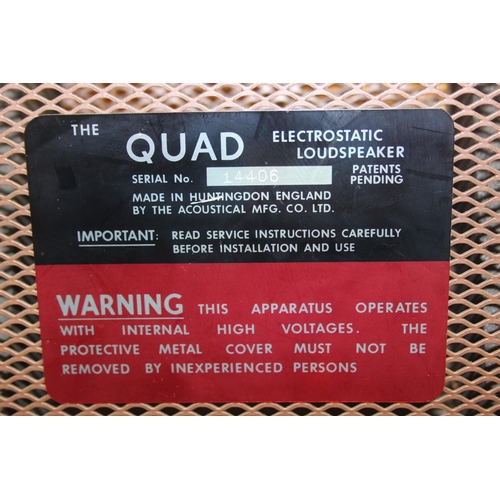 THE QUAD ELECTROSTATIC LOUDSPEAKER
SERIAL No. 14406 PATENTS PENDING
MADE IN HUNTINGDON ENGLAND
BY THE ACOUSTICAL MFG. CO. LTD.
IMPORTANT: READ SERVICE INSTRUCTIONS CAREFULLY
BEFORE INSTALLATION AND USE
WARNING THIS APPARATUS OPERATES
WITH INTERNAL HIGH VOLTAGES. THE
PROTECTIVE METAL COVER MUST NOT BE
REMOVED BY INEXPERIENCED PERSONS